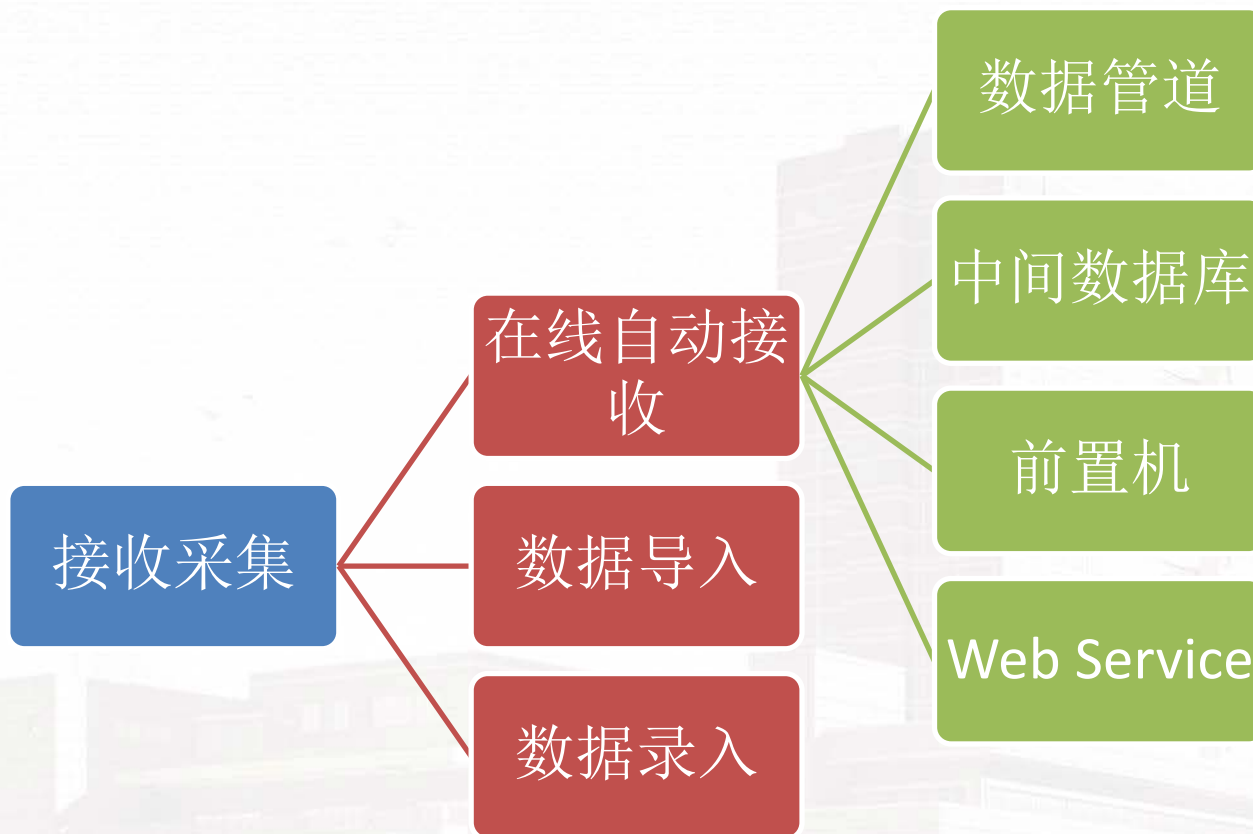 接收采集
在线自动接
收
数据导入
数据录入
数据管道
中间数据库
前置机
Web Service